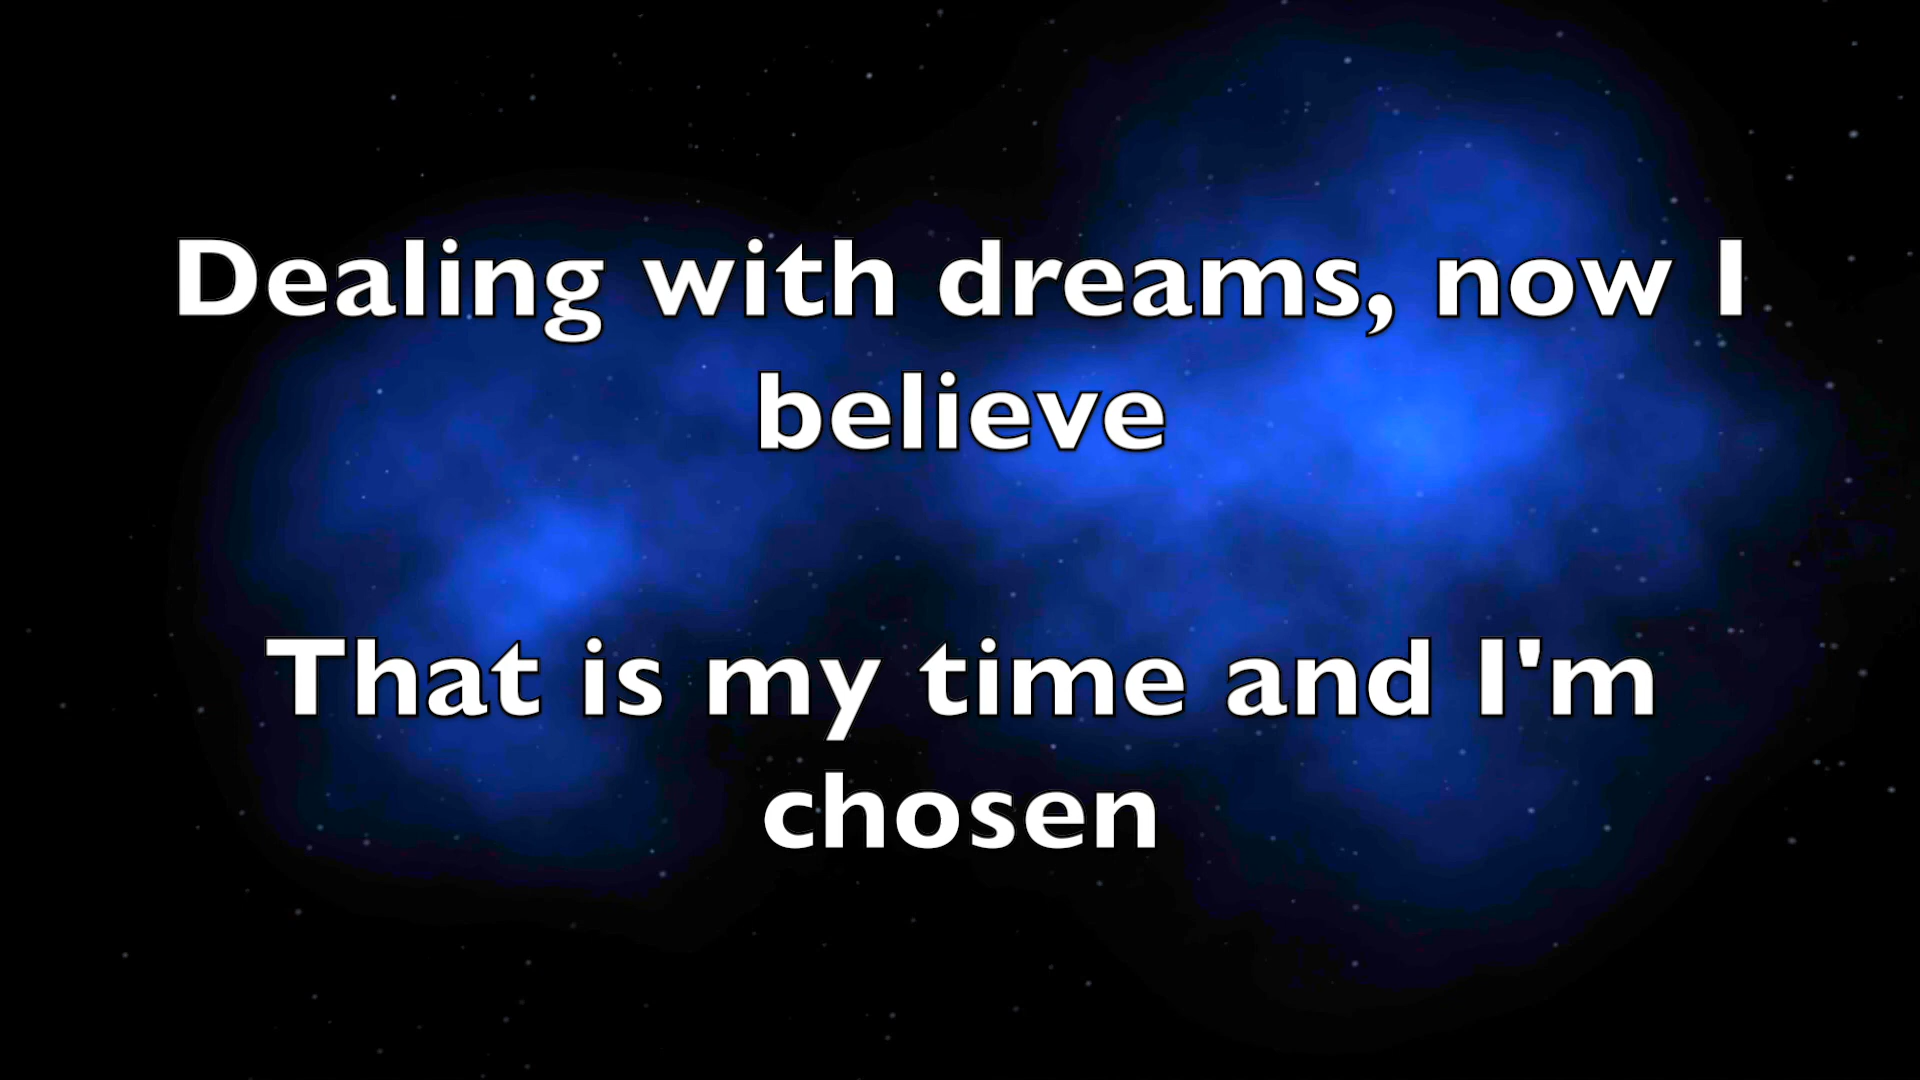 Dealing with dreams, now I
believe
That is my time and I'm
chosen